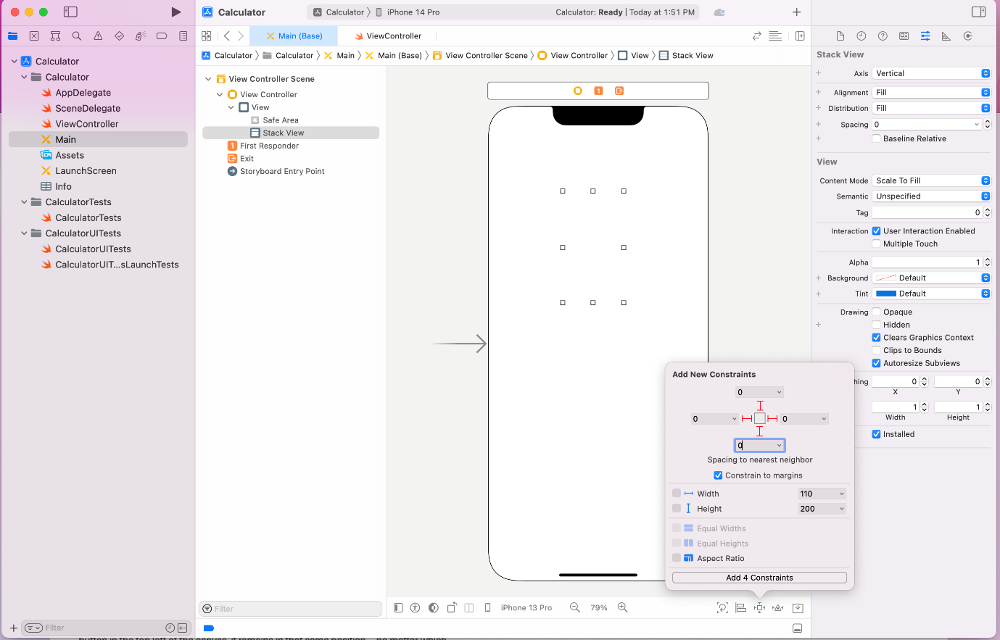 Calculator
Calculator
iPhone 14 Pro
Calculator: Ready | Today at 1:51 PM
Main (Base)
ViewController
Calculator
Calculator
Main
Main (Base)
View Controller Scene
View Controller
View
Stack View
Calculator
Calculator
AppDelegate
SceneDelegate
ViewController
Main
Assets
LaunchScreen
Info
CalculatorTests
CalculatorTests
CalculatorUITests
CalculatorUITests
CalculatorUIT...sLaunchTests
Filter
View Controller Scene
View Controller
View
Safe Area
Stack View
1 First Responder
Exit
Storyboard Entry Point
Filter
1
iPhone 13 Pro
79%
Add New Constraints
0
0
0
0
Spacing to nearest neighbor
Constrain to margins
Width 110
Height 200
Equal Widths
Equal Heights
Aspect Ratio
Add 4 Constraints
Stack View
Axis Vertical
Alignment Fill
Distribution Fill
Spacing 0
Baseline Relative
View
Content Mode Scale To Fill
Semantic Unspecified
Tag 0
Interaction User Interaction Enabled
Multiple Touch
Alpha 1
Background Default
Tint Default
Drawing Opaque
Hidden
Clears Graphics Context
Clips to Bounds
Autoresize Subviews
hing 0 0
X Y
1 1
Width Height
Installed